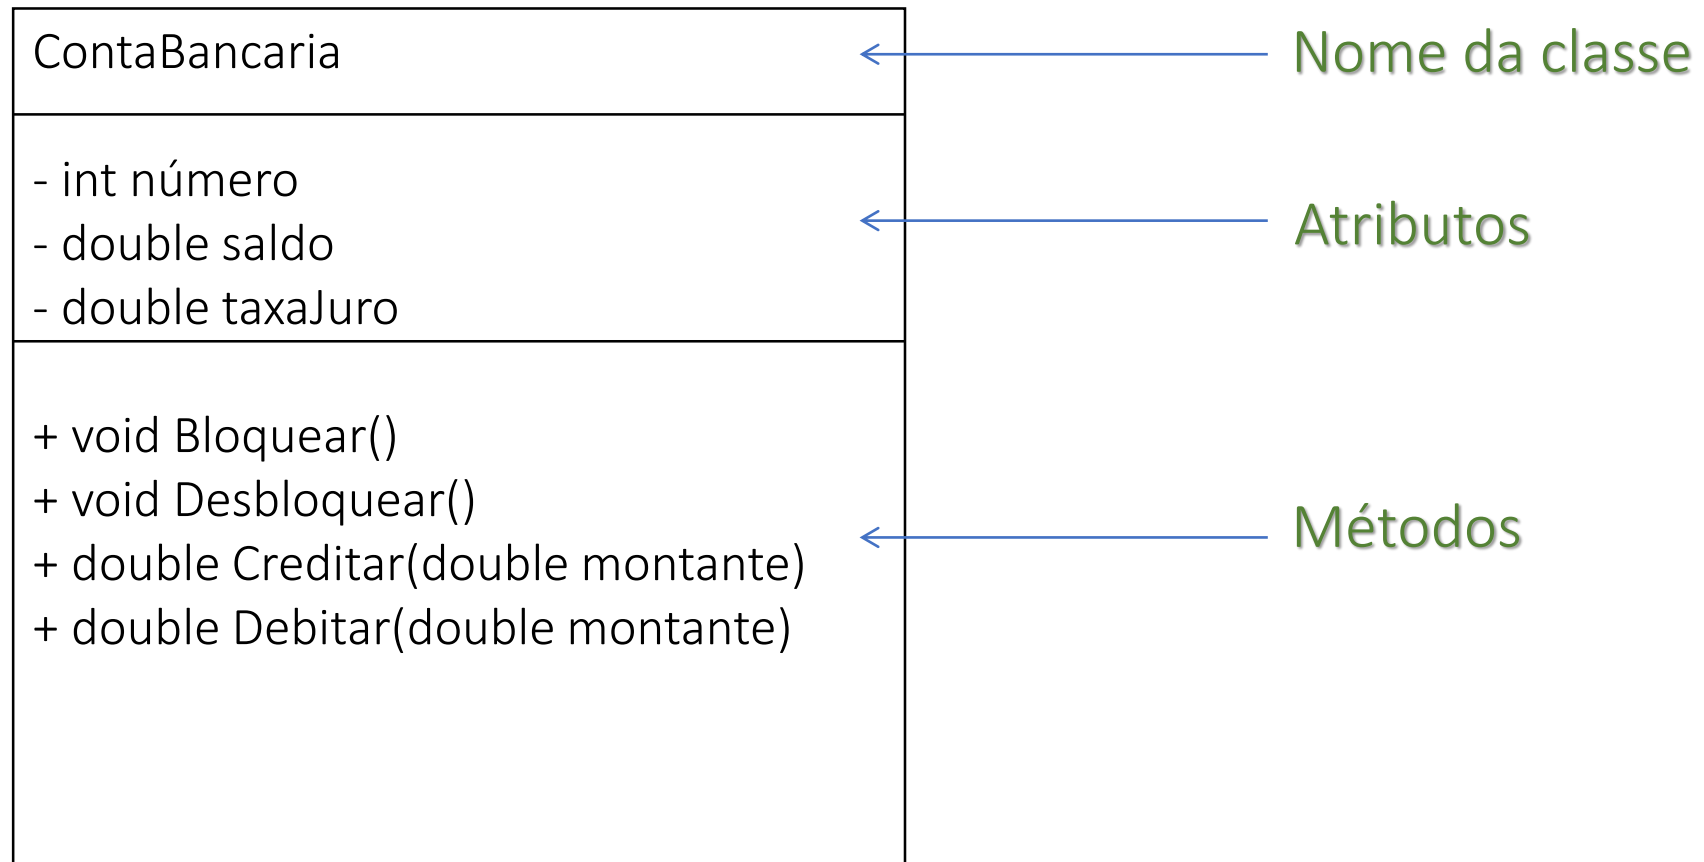 ContaBancaria
Nome da classe
- int número
- double saldo
- double taxaJuro
Atributos
+ void Bloquear()
+ void Desbloquear()
+ double Creditar(double montante)
+ double Debitar(double montante)
Métodos